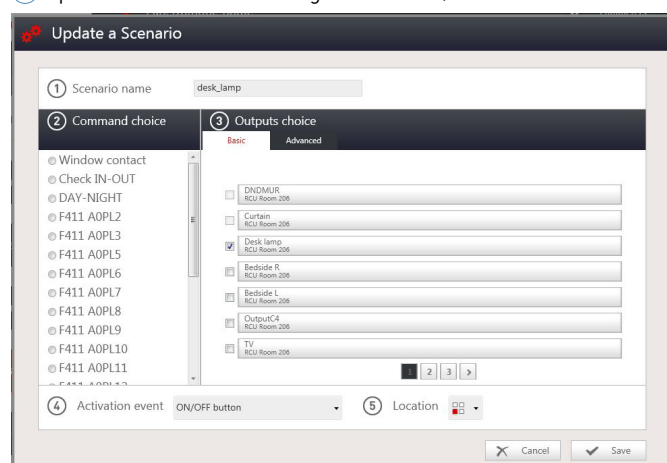 Update a Scenario
1 Scenario name desk_lamp
2 Command choice
3 Outputs choice
Basic Advanced
Window contact
Check IN-OUT
DAY-NIGHT
F411 A0PL2
F411 A0PL3
F411 A0PL5
F411 A0PL6
F411 A0PL7
F411 A0PL8
F411 A0PL9
F411 A0PL10
F411 A0PL11
DNDMUR
RCU Room 206
Curtain
RCU Room 206
Desk lamp
RCU Room 206
Bedside R
RCU Room 206
Bedside L
RCU Room 206
OutputC4
RCU Room 206
TV
RCU Room 206
1 2 3 >
4 Activation event ON/OFF button 5 Location
Cancel Save